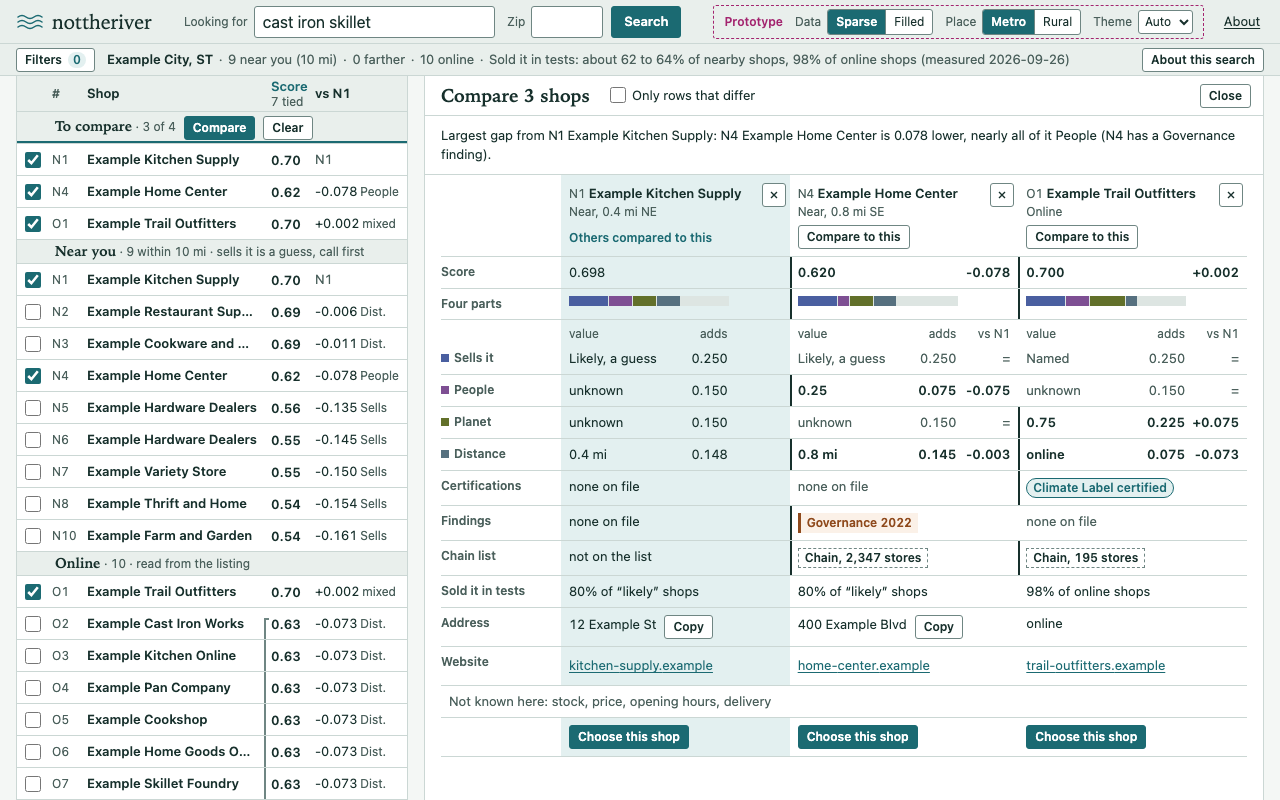 nottheriver
Looking for cast iron skillet Zip Search Prototype Data Sparse Filled Place Metro Rural Theme Auto About
Filters 0 Example City, ST · 9 near you (10 mi) · 0 farther · 10 online · Sold it in tests: about 62 to 64% of nearby shops, 98% of online shops (measured 2026-09-26) About this search
# Shop Score vs N1
7 tied
To compare · 3 of 4 Compare Clear
N1 Example Kitchen Supply 0.70 N1
N4 Example Home Center 0.62 -0.078 People
O1 Example Trail Outfitters 0.70 +0.002 mixed
Near you · 9 within 10 mi · sells it is a guess, call first
N1 Example Kitchen Supply 0.70 N1
N2 Example Restaurant Sup... 0.69 -0.006 Dist.
N3 Example Cookware and ... 0.69 -0.011 Dist.
N4 Example Home Center 0.62 -0.078 People
N5 Example Hardware Dealers 0.56 -0.135 Sells
N6 Example Hardware Dealers 0.55 -0.145 Sells
N7 Example Variety Store 0.55 -0.150 Sells
N8 Example Thrift and Home 0.54 -0.154 Sells
N10 Example Farm and Garden 0.54 -0.161 Sells
Online · 10 · read from the listing
O1 Example Trail Outfitters 0.70 +0.002 mixed
O2 Example Cast Iron Works 0.63 -0.073 Dist.
O3 Example Kitchen Online 0.63 -0.073 Dist.
O4 Example Pan Company 0.63 -0.073 Dist.
O5 Example Cookshop 0.63 -0.073 Dist.
O6 Example Home Goods O... 0.63 -0.073 Dist.
O7 Example Skillet Foundry 0.63 -0.073 Dist.
Compare 3 shops Only rows that differ Close
Largest gap from N1 Example Kitchen Supply: N4 Example Home Center is 0.078 lower, nearly all of it People (N4 has a Governance
finding).
N1 Example Kitchen Supply × N4 Example Home Center × O1 Example Trail Outfitters ×
Near, 0.4 mi NE Near, 0.8 mi SE Online
Others compared to this Compare to this Compare to this
Score 0.698 0.620 -0.078 0.700 +0.002
Four parts
value adds value adds vs N1 value adds vs N1
Sells it Likely, a guess 0.250 Likely, a guess 0.250 = Named 0.250 =
People unknown 0.150 0.25 0.075 -0.075 unknown 0.150 =
Planet unknown 0.150 unknown 0.150 = 0.75 0.225 +0.075
Distance 0.4 mi 0.148 0.8 mi 0.145 -0.003 online 0.075 -0.073
Certifications none on file none on file Climate Label certified
Findings none on file Governance 2022 none on file
Chain list not on the list Chain, 2,347 stores Chain, 195 stores
Sold it in tests 80% of “likely” shops 80% of “likely” shops 98% of online shops
Address 12 Example St Copy 400 Example Blvd Copy online
Website kitchen-supply.example home-center.example trail-outfitters.example
Not known here: stock, price, opening hours, delivery
Choose this shop Choose this shop Choose this shop